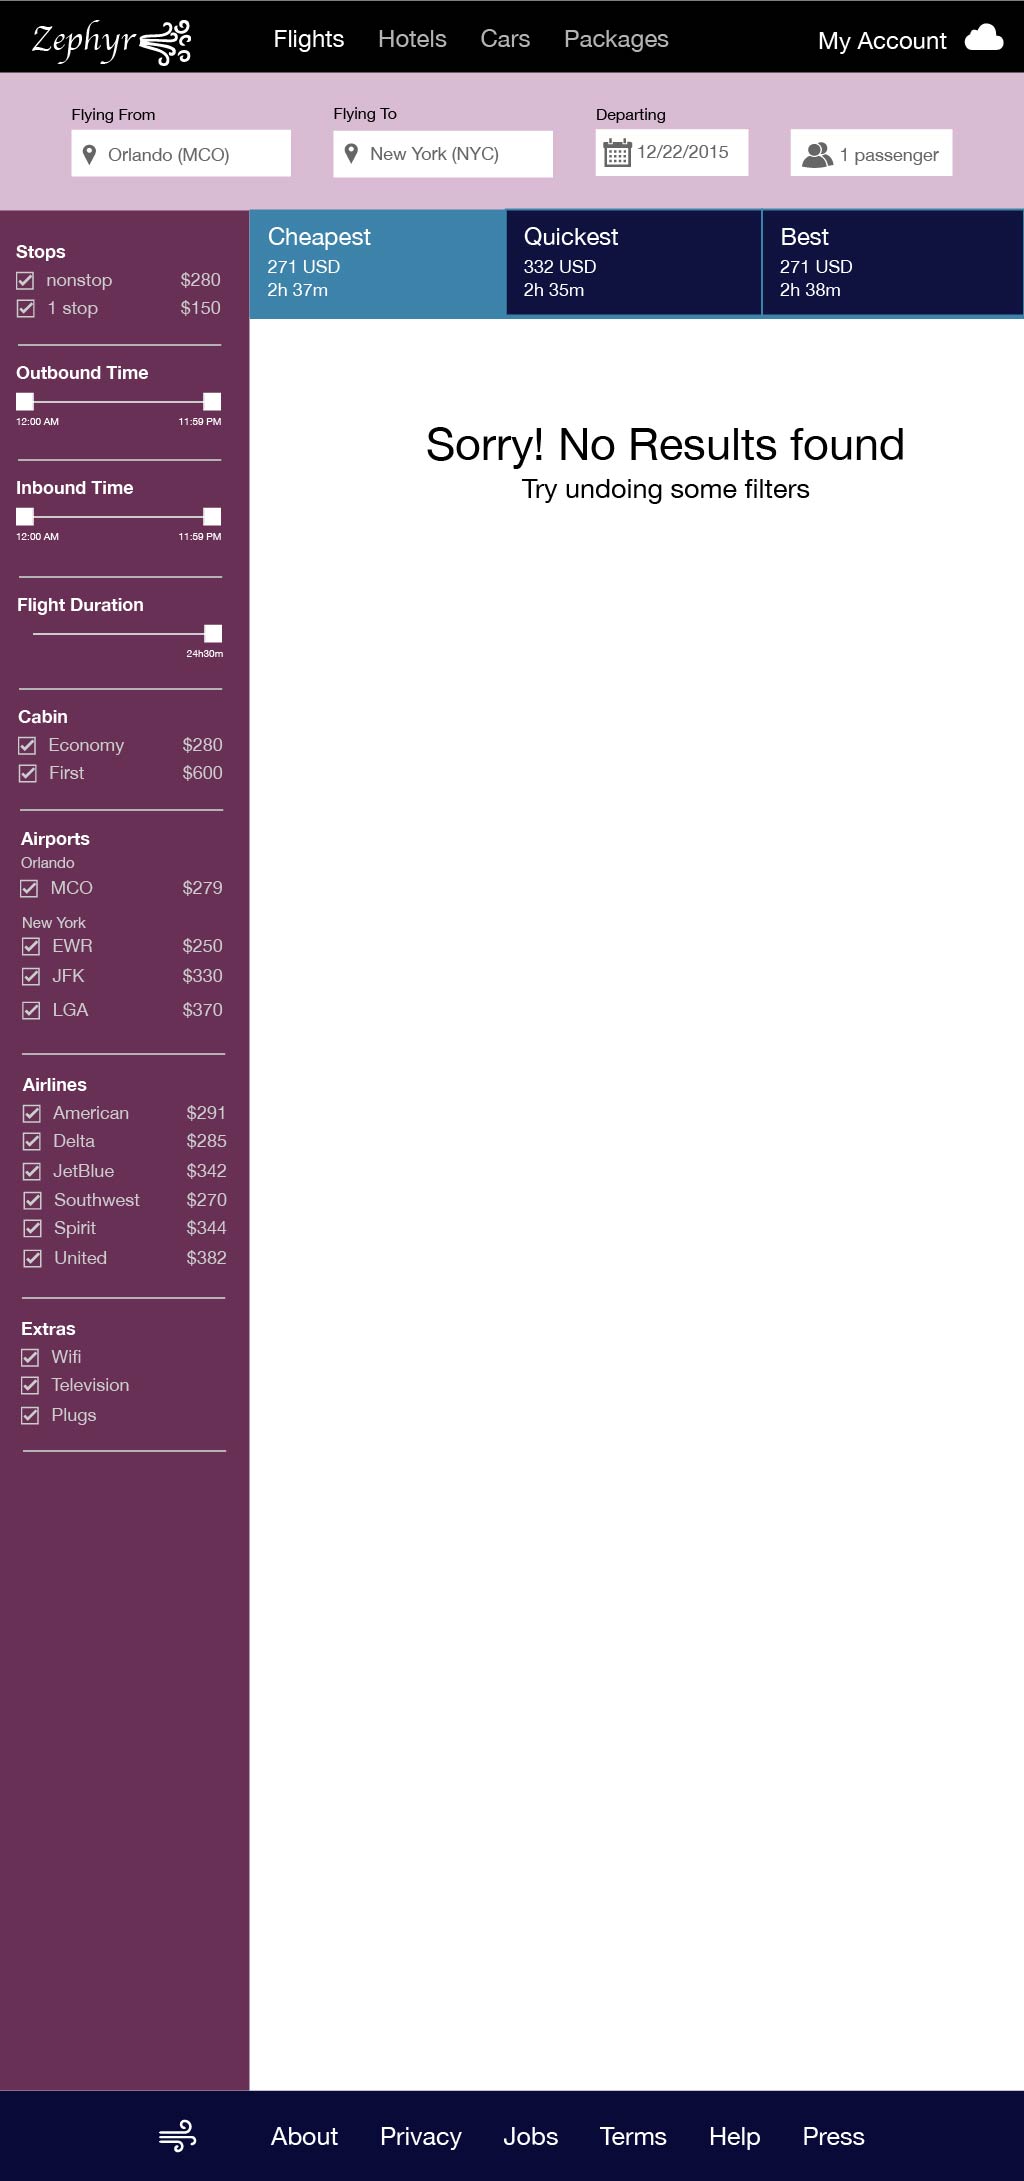 Zephyr
Flights Hotels Cars Packages
My Account
Flying From
Orlando (MCO)
Flying To
New York (NYC)
Departing
12/22/2015
1 passenger
Cheapest
271 USD
2h 37m
Quickest
332 USD
2h 35m
Best
271 USD
2h 38m
Stops
nonstop $280
1 stop $150
Outbound Time
12:00 AM 11:59 PM
Inbound Time
12:00 AM 11:59 PM
Flight Duration
24h30m
Cabin
Economy $280
First $600
Airports
Orlando
MCO $279
New York
EWR $250
JFK $330
LGA $370
Airlines
American $291
Delta $285
JetBlue $342
Southwest $270
Spirit $344
United $382
Extras
Wifi
Television
Plugs
Sorry! No Results found
Try undoing some filters
About Privacy Jobs Terms Help Press